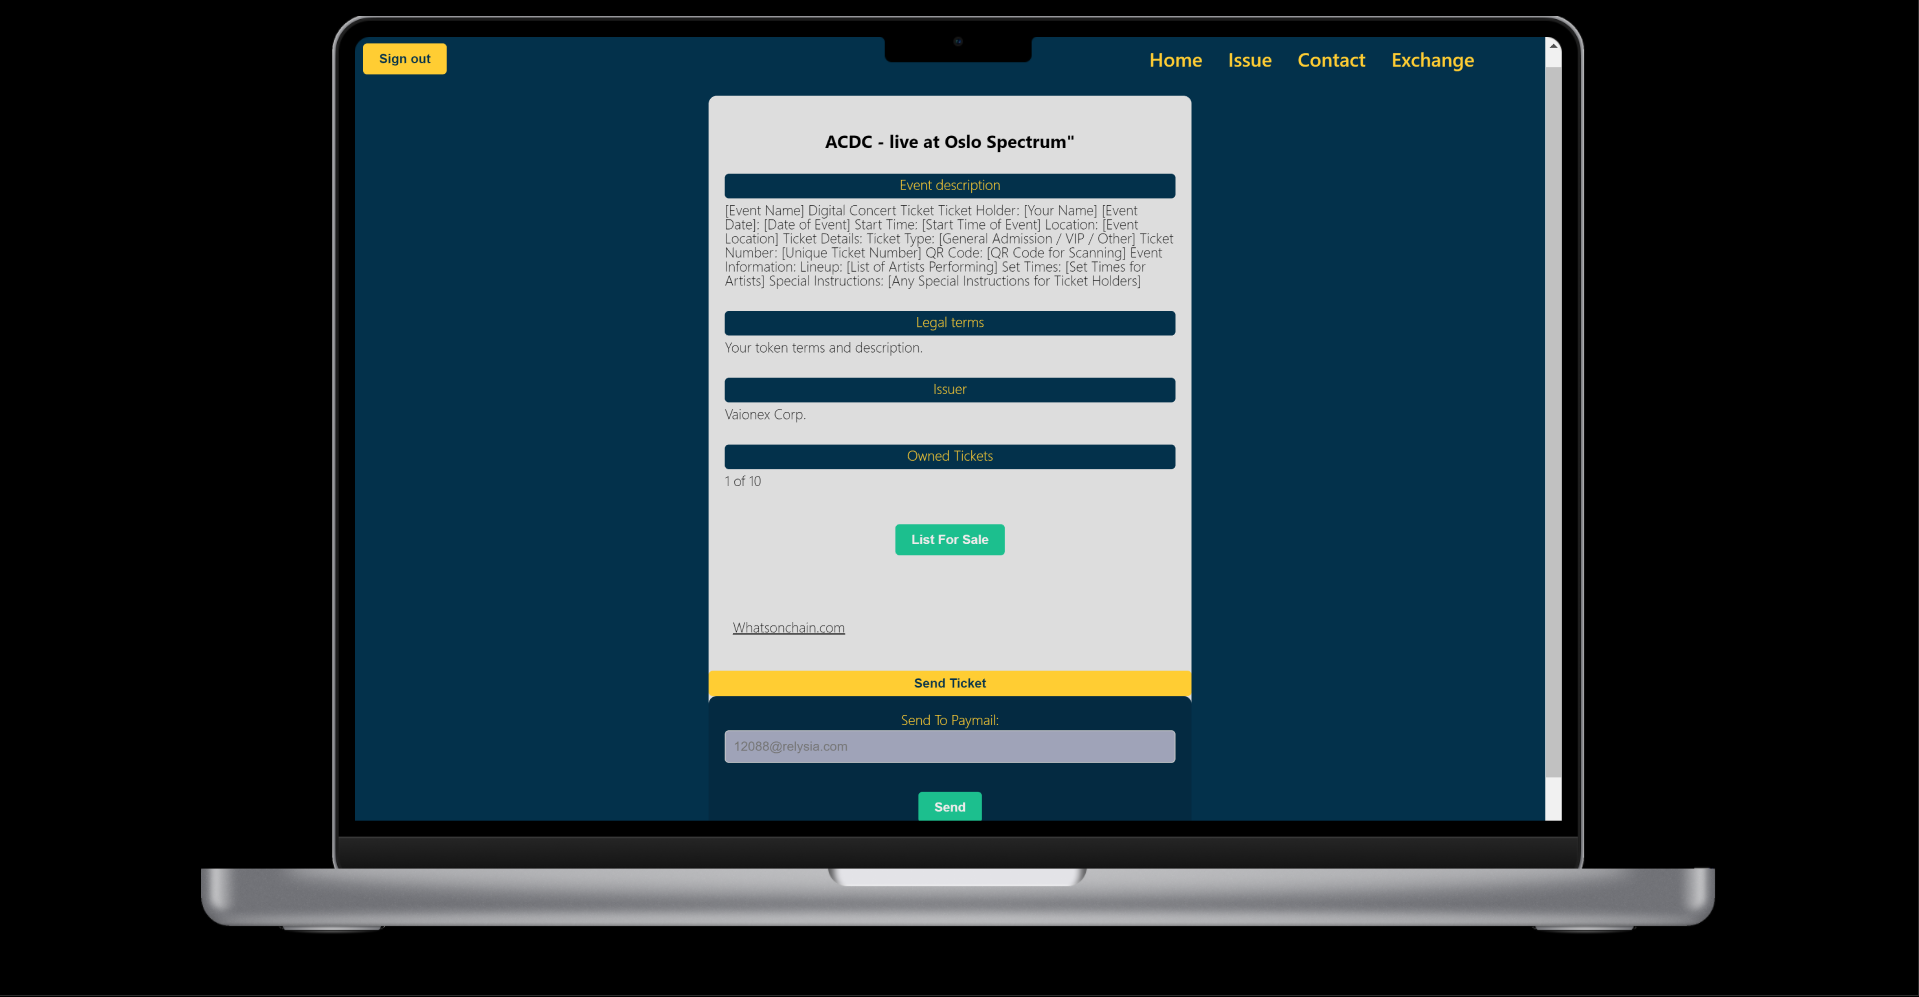 Sign out
Home Issue Contact Exchange
ACDC - live at Oslo Spectrum"
Event description
[Event Name] Digital Concert Ticket Ticket Holder: [Your Name] [Event
Date]: [Date of Event] Start Time: [Start Time of Event] Location: [Event
Location] Ticket Details: Ticket Type: [General Admission / VIP / Other] Ticket
Number: [Unique Ticket Number] QR Code: [QR Code for Scanning] Event
Information: Lineup: [List of Artists Performing] Set Times: [Set Times for
Artists] Special Instructions: [Any Special Instructions for Ticket Holders]
Legal terms
Your token terms and description.
Issuer
Vaionex Corp.
Owned Tickets
1 of 10
List For Sale
Whatsonchain.com
Send Ticket
Send To Paymail:
12088@relysia.com
Send